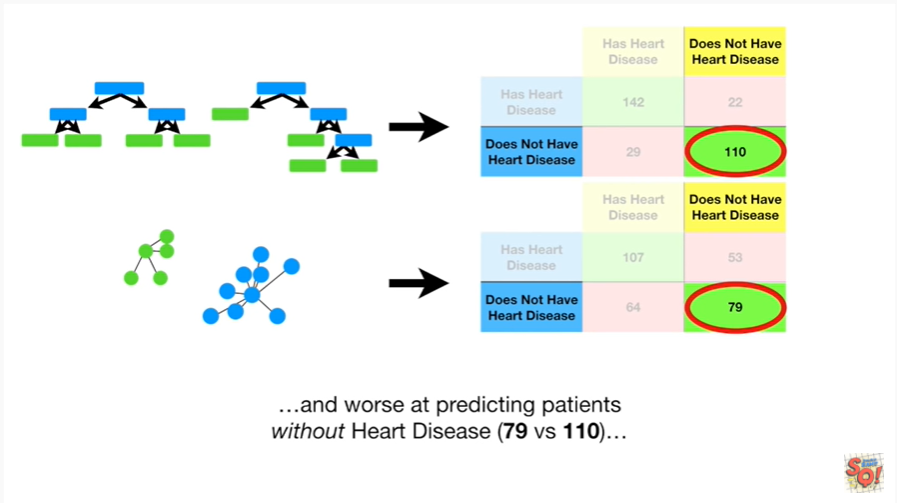 Has Heart
Disease
Does Not Have
Heart Disease
Has Heart
Disease
142
22
Does Not Have
Heart Disease
29
110
Has Heart
Disease
Does Not Have
Heart Disease
Has Heart
Disease
107
53
Does Not Have
Heart Disease
64
79
…and worse at predicting patients
without Heart Disease (79 vs 110)…
SQ!